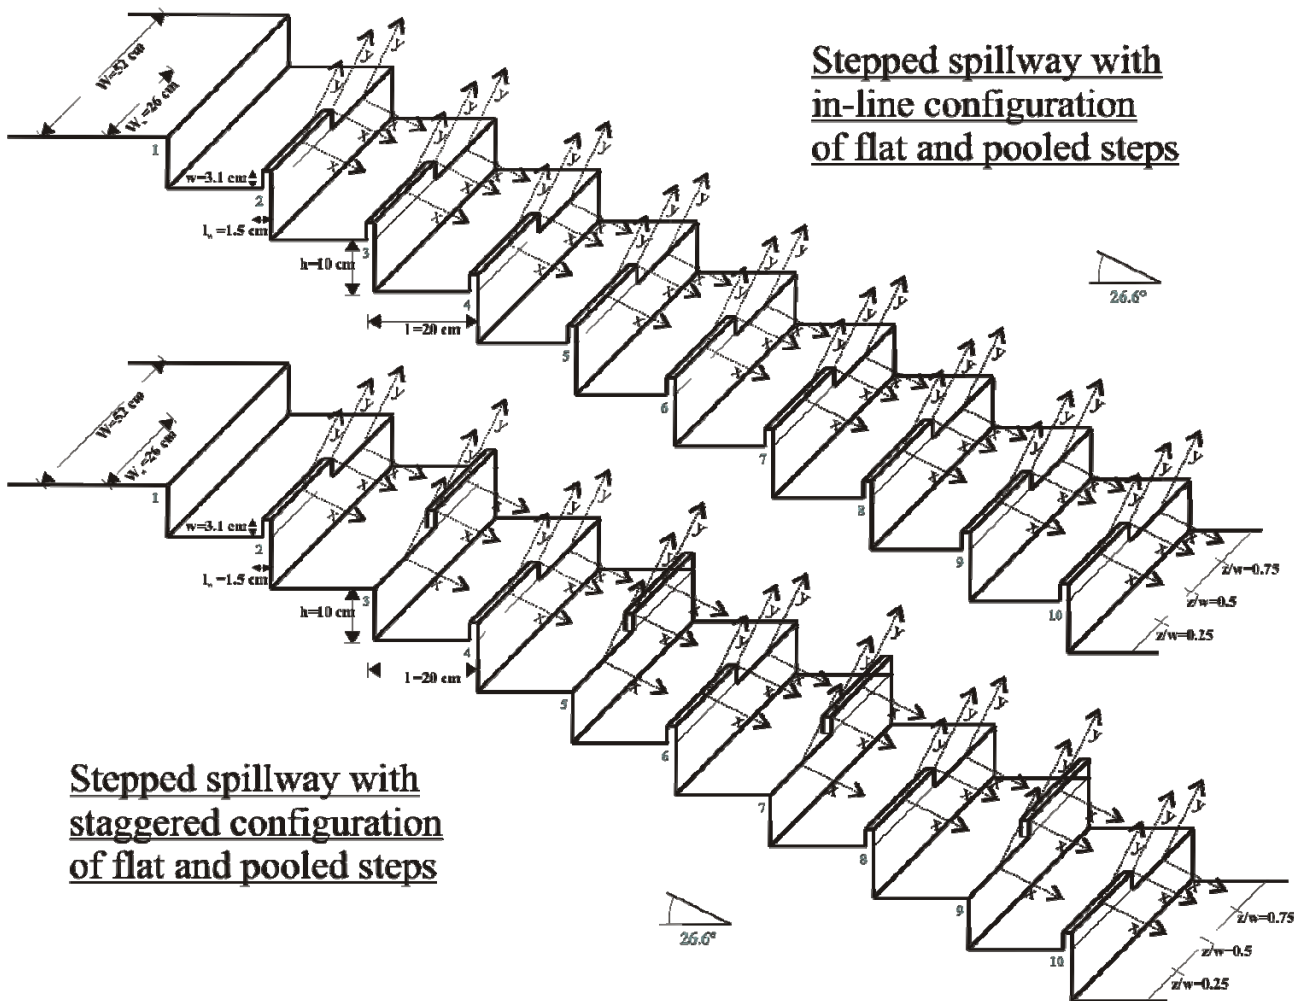 Stepped spillway with
in-line configuration
of flat and pooled steps
W=52 cm
W =26 cm
1
w=3.1 cm
2
l =1.5 cm
h=10 cm
3
l=20 cm
4
5
6
7
8
9
10
26.6°
z/w=0.75
z/w=0.5
z/w=0.25
y
x
W=52 cm
W =26 cm
1
w=3.1 cm
2
l =1.5 cm
h=10 cm
3
l=20 cm
4
5
6
7
8
9
10
Stepped spillway with
staggered configuration
of flat and pooled steps
26.6°
z/w=0.75
z/w=0.5
z/w=0.25
y
x